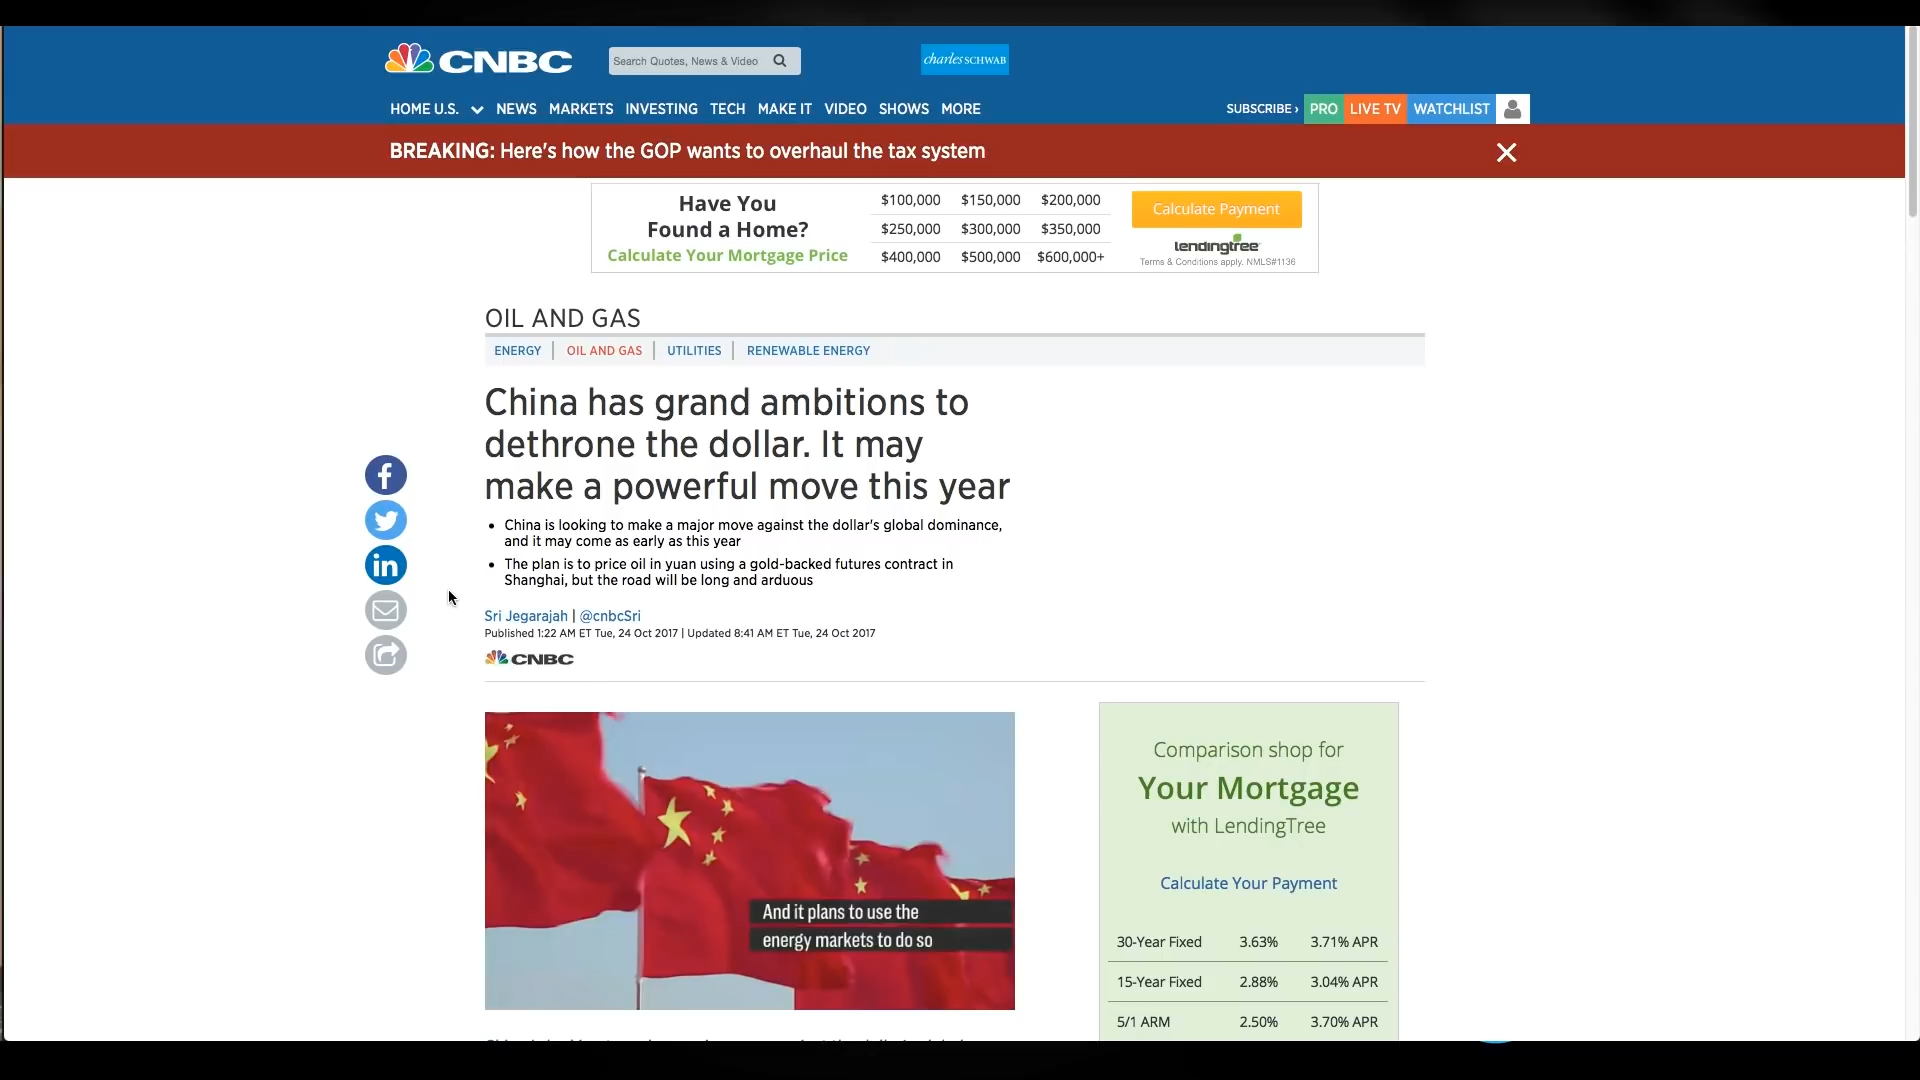 CNBC
Search Quotes, News & Video
charles SCHWAB
HOME U.S. NEWS MARKETS INVESTING TECH MAKE IT VIDEO SHOWS MORE
SUBSCRIBE › PRO LIVE TV WATCHLIST
BREAKING: Here's how the GOP wants to overhaul the tax system
Have You
Found a Home?
Calculate Your Mortgage Price
$100,000 $150,000 $200,000
$250,000 $300,000 $350,000
$400,000 $500,000 $600,000+
Calculate Payment
lendingtree
Terms & Conditions apply. NMLS#1136
OIL AND GAS
ENERGY | OIL AND GAS | UTILITIES | RENEWABLE ENERGY
China has grand ambitions to
dethrone the dollar. It may
make a powerful move this year
• China is looking to make a major move against the dollar's global dominance,
and it may come as early as this year
• The plan is to price oil in yuan using a gold-backed futures contract in
Shanghai, but the road will be long and arduous
Sri Jegarajah | @cnbcSri
Published 1:22 AM ET Tue, 24 Oct 2017 | Updated 8:41 AM ET Tue, 24 Oct 2017
CNBC
And it plans to use the
energy markets to do so
Comparison shop for
Your Mortgage
with LendingTree
Calculate Your Payment
30-Year Fixed 3.63% 3.71% APR
15-Year Fixed 2.88% 3.04% APR
5/1 ARM 2.50% 3.70% APR